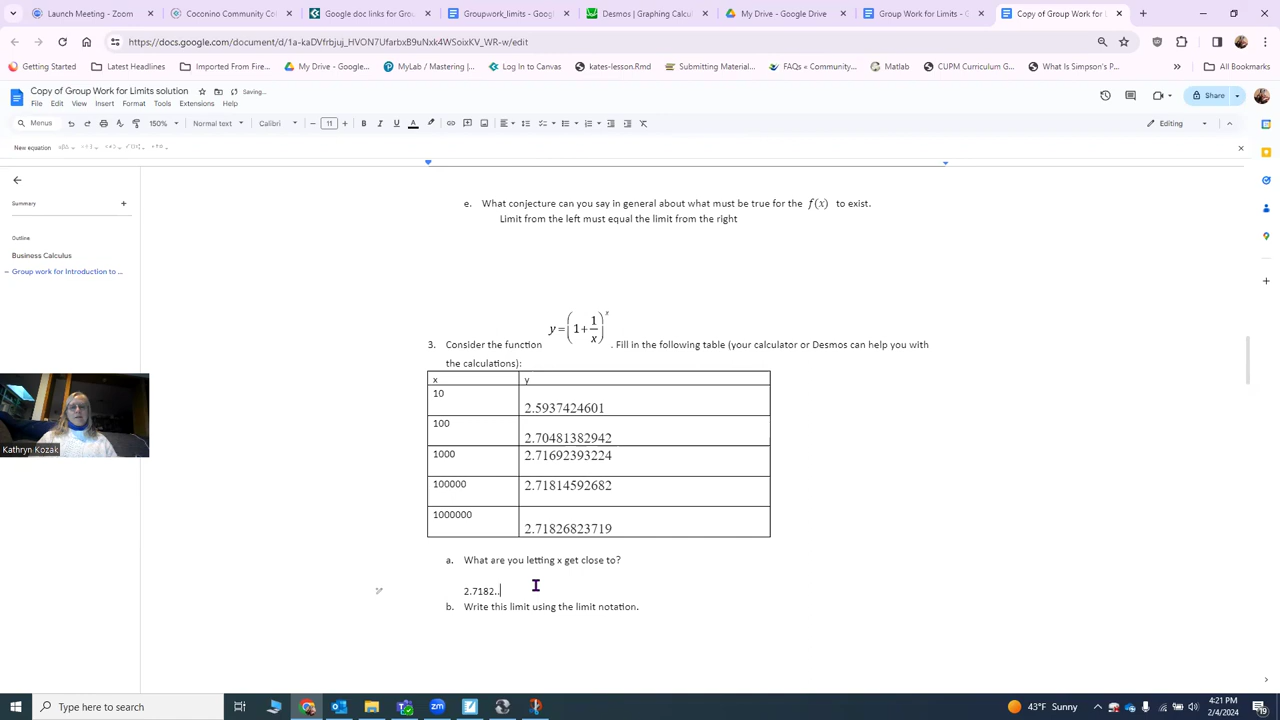 Launch Meeting - Zoom
Coconino Community Col
Google doc links for Grou
Groupwork_limits - Googl
Desmos | Graphing Calcu
My Drive - Google Drive
Group Work for Limits - G
Copy of Group Work for L
https://docs.google.com/document/d/1a-kaDVfrbjuj_HVON7UfarbxB9uNxk4WSoixKV_WR-w/edit
Getting Started
Latest Headlines
Imported From Fire...
My Drive - Google...
MyLab / Mastering |...
Log In to Canvas
kates-lesson.Rmd
Submitting Material...
FAQs « Community...
Matlab
CUPM Curriculum G...
What Is Simpson's P...
All Bookmarks
Copy of Group Work for Limits solution
Saving...
File Edit View Insert Format Tools Extensions Help
Share
Menus
150%
Normal text
Calibri
11
Editing
New equation
Summary
Outline
Business Calculus
Group work for Introduction to ...
e. What conjecture can you say in general about what must be true for the f(x) to exist.
Limit from the left must equal the limit from the right
3. Consider the function y=(1+1/x)^x . Fill in the following table (your calculator or Desmos can help you with
the calculations):
x y
10 2.5937424601
100 2.70481382942
1000 2.71692393224
100000 2.71814592682
1000000 2.71826823719
a. What are you letting x get close to?
2.7182..
b. Write this limit using the limit notation.
Kathryn Kozak
Type here to search
43°F Sunny
4:21 PM
2/4/2024